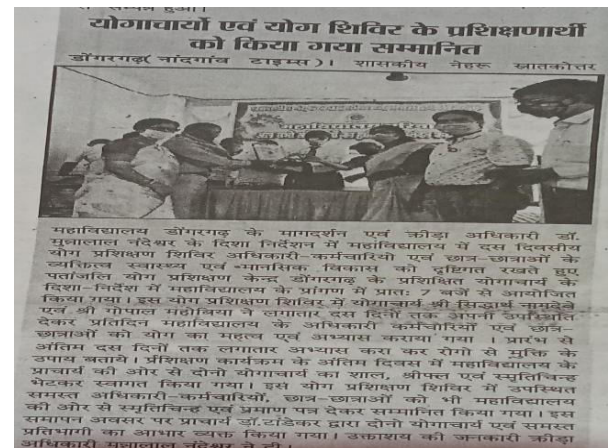 से सम्पन्न हुआ।
योगाचार्यो एवं योग शिविर के प्रशिक्षणार्थी
को किया गया सम्मानित
डोंगरगढ़(नांदगांव टाइम्स)। शासकीय नेहरू स्नातकोत्तर
महाविद्यालय डोंगरगढ़ के मागदर्शन एवं क्रीड़ा अधिकारी डॉ.
मुन्नालाल नंदेश्वर के दिशा निर्देशन में महाविद्यालय में दस दिवसीय
योग प्रशिक्षण शिविर अधिकारी-कर्मचारियो एवं छात्र-छात्राओं के
व्यक्तित्व स्वास्थ्य एवं मानसिक विकास को दृष्टिगत रखते हुए
पतांजलि योग प्रशिक्षण केन्द्र डोंगरगढ़ के प्रशिक्षित योगाचार्य के
दिशा-निर्देश में महाविद्यालय के प्रांगण में प्रातः 7 बजे से आयोजित
किया गया। इस योग प्रशिक्षण शिविर में योगाचार्य श्री सिद्धार्थ नामदेव
एवं श्री गोपाल महोबिया ने लगातार दस दिनों तक अपनी उपस्थिति
देकर प्रतिदिन महाविद्यालय के अधिकारी कर्मचारियो एवं छात्र-
छात्राओं को योग का महत्व एवं अभ्यास कराया गया । प्रारंभ से
अंतिम दस दिनों तक लगातार अभ्यास करा कर रोगो से मुक्ति के
उपाय बताये। प्रशिक्षण कार्यक्रम के अंतिम दिवस में महाविद्यालय के
प्राचार्य की ओर से दोनो योगाचार्य का शाल, श्रीफल एवं स्मृतिचिन्ह
भेटकर स्वागत किया गया। इस योग प्रशिक्षण शिविर में उपस्थित
समस्त अधिकारी-कर्मचारियो, छात्र-छात्राओं को भी महाविद्यालय
की ओर से स्मृतिचिन्ह एवं प्रमाण पत्र देकर सम्मानित किया गया। इस
समापन अवसर पर प्राचार्य डॉ.टांडेकर द्वारा दोनो योगाचार्य एवं समस्त
प्रतिभागी का आभार व्यक्त किया गया। उक्ताशय की जानकारी क्रीड़ा
अधिकारी मुन्नालाल नंदेश्वर ने दी।